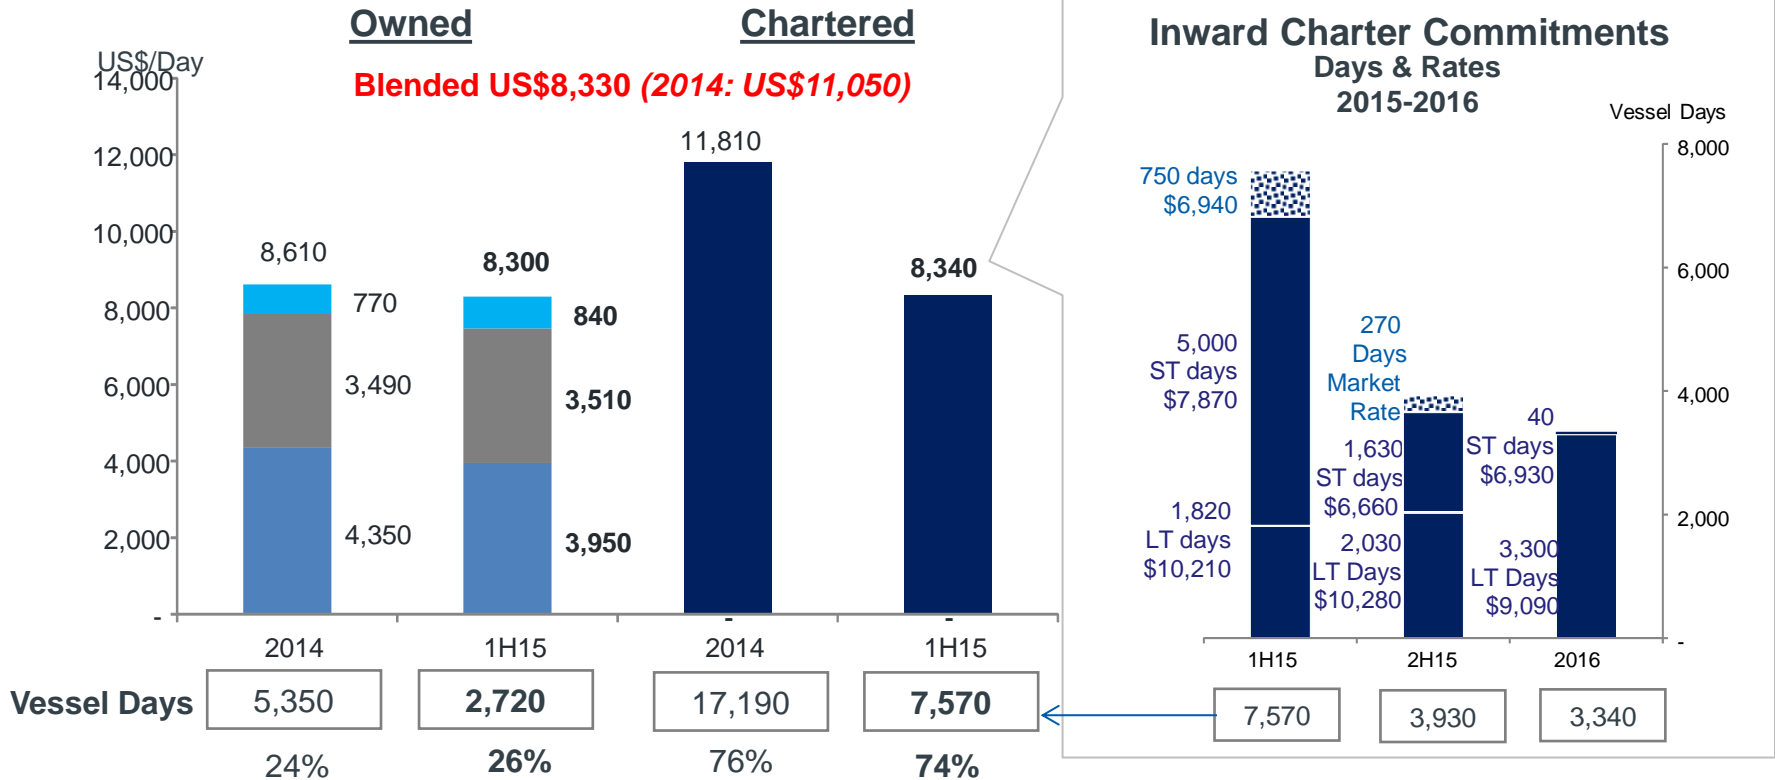 Owned
Chartered
US$/Day
Blended US$8,330 (2014: US$11,050)
14,000
12,000
10,000
8,000
6,000
4,000
2,000
-
8,610
770
3,490
4,350
8,300
840
3,510
3,950
11,810
-
8,340
-
2014
1H15
2014
1H15
Vessel Days
5,350
2,720
17,190
7,570
24%
26%
76%
74%
Inward Charter Commitments
Days & Rates
2015-2016
Vessel Days
8,000
6,000
4,000
2,000
-
750 days
$6,940
5,000
ST days
$7,870
1,820
LT days
$10,210
270
Days
Market
Rate
1,630
ST days
$6,660
2,030
LT Days
$10,280
40
ST days
$6,930
3,300
LT Days
$9,090
1H15
2H15
2016
7,570
3,930
3,340